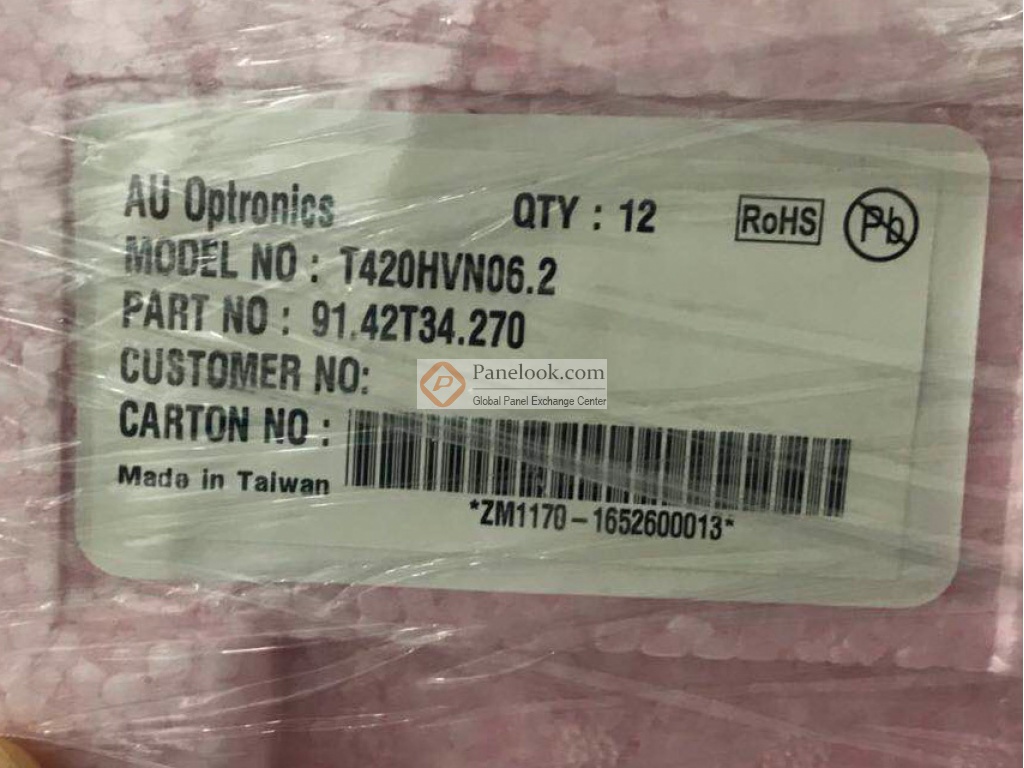 AU Optronics QTY : 12 RoHS Pb
MODEL NO : T420HVN06.2
PART NO : 91.42T34.270
CUSTOMER NO:
Panelook.com
Global Panel Exchange Center
CARTON NO :
Made in Taiwan
*ZM1170-1652600013*